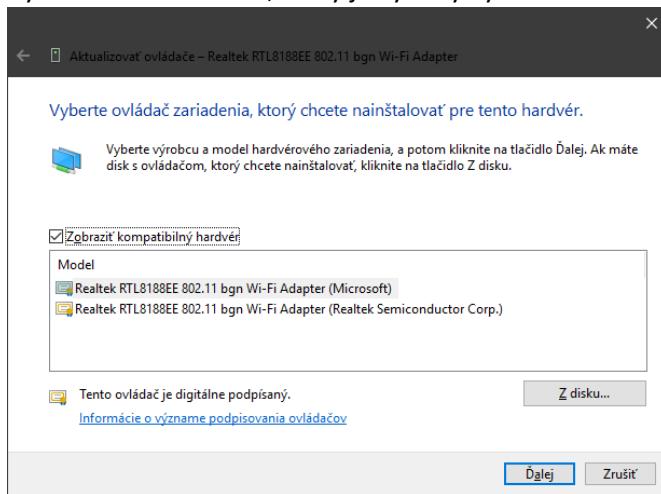 Aktualizovať ovládače – Realtek RTL8188EE 802.11 bgn Wi-Fi Adapter
Vyberte ovládač zariadenia, ktorý chcete nainštalovať pre tento hardvér.
Vyberte výrobcu a model hardvérového zariadenia, a potom kliknite na tlačidlo Ďalej. Ak máte
disk s ovládačom, ktorý chcete nainštalovať, kliknite na tlačidlo Z disku.
Zobraziť kompatibilný hardvér
Model
Realtek RTL8188EE 802.11 bgn Wi-Fi Adapter (Microsoft)
Realtek RTL8188EE 802.11 bgn Wi-Fi Adapter (Realtek Semiconductor Corp.)
Tento ovládač je digitálne podpísaný.
Z disku...
Informácie o význame podpisovania ovládačov
Ďalej
Zrušiť